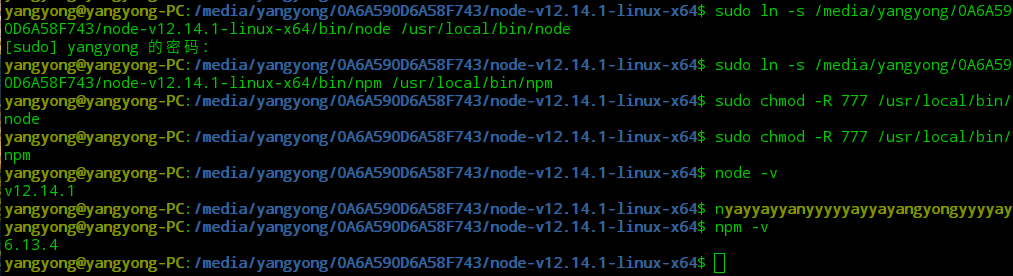 yangyong@yangyong-PC:/media/yangyong/0A6A590D6A58F743/node-v12.14.1-linux-x64$ sudo ln -s /media/yangyong/0A6A59
0D6A58F743/node-v12.14.1-linux-x64/bin/node /usr/local/bin/node
[sudo] yangyong 的密码：
yangyong@yangyong-PC:/media/yangyong/0A6A590D6A58F743/node-v12.14.1-linux-x64$ sudo ln -s /media/yangyong/0A6A59
0D6A58F743/node-v12.14.1-linux-x64/bin/npm /usr/local/bin/npm
yangyong@yangyong-PC:/media/yangyong/0A6A590D6A58F743/node-v12.14.1-linux-x64$ sudo chmod -R 777 /usr/local/bin/
node
yangyong@yangyong-PC:/media/yangyong/0A6A590D6A58F743/node-v12.14.1-linux-x64$ sudo chmod -R 777 /usr/local/bin/
npm
yangyong@yangyong-PC:/media/yangyong/0A6A590D6A58F743/node-v12.14.1-linux-x64$ node -v
v12.14.1
yangyong@yangyong-PC:/media/yangyong/0A6A590D6A58F743/node-v12.14.1-linux-x64$ nyayyayyanyyyyyayyayangyongyyyyay
yangyong@yangyong-PC:/media/yangyong/0A6A590D6A58F743/node-v12.14.1-linux-x64$ npm -v
6.13.4
yangyong@yangyong-PC:/media/yangyong/0A6A590D6A58F743/node-v12.14.1-linux-x64$